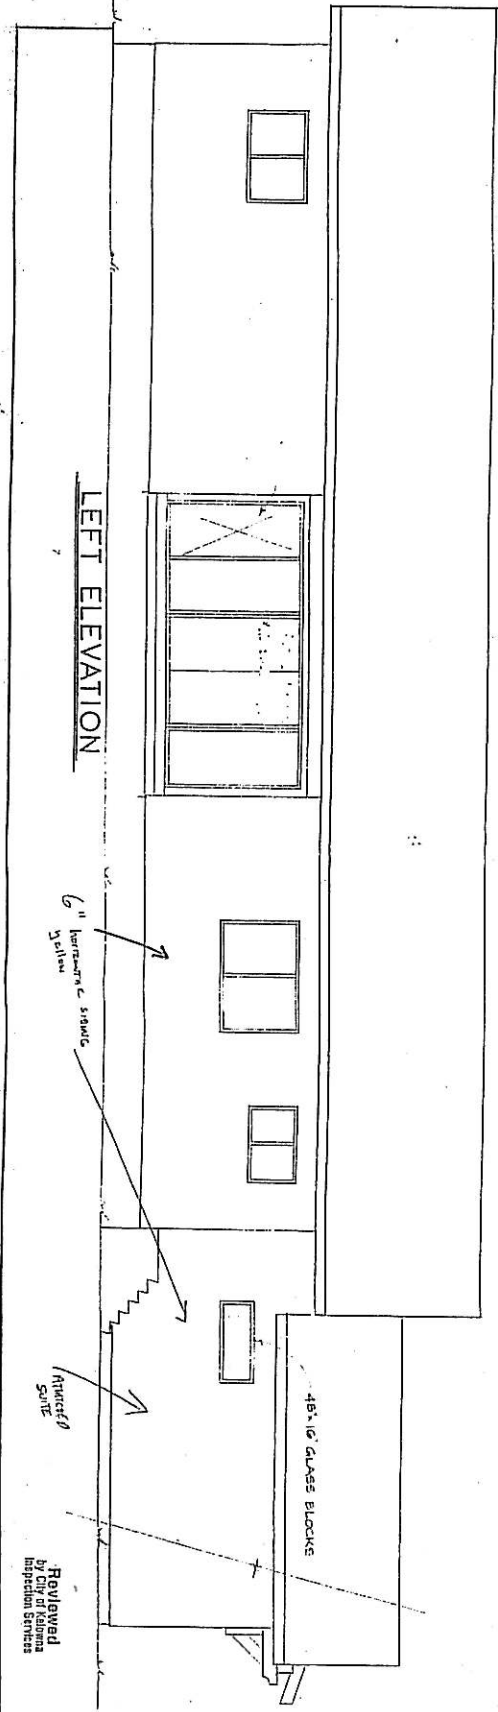 LEFT ELEVATION
6" HORIZONTAL SIDING
yellow
48"x 16" GLASS BLOCKS
ATTACHED
SUITE
Reviewed
by City of Kelowna
Inspection Services